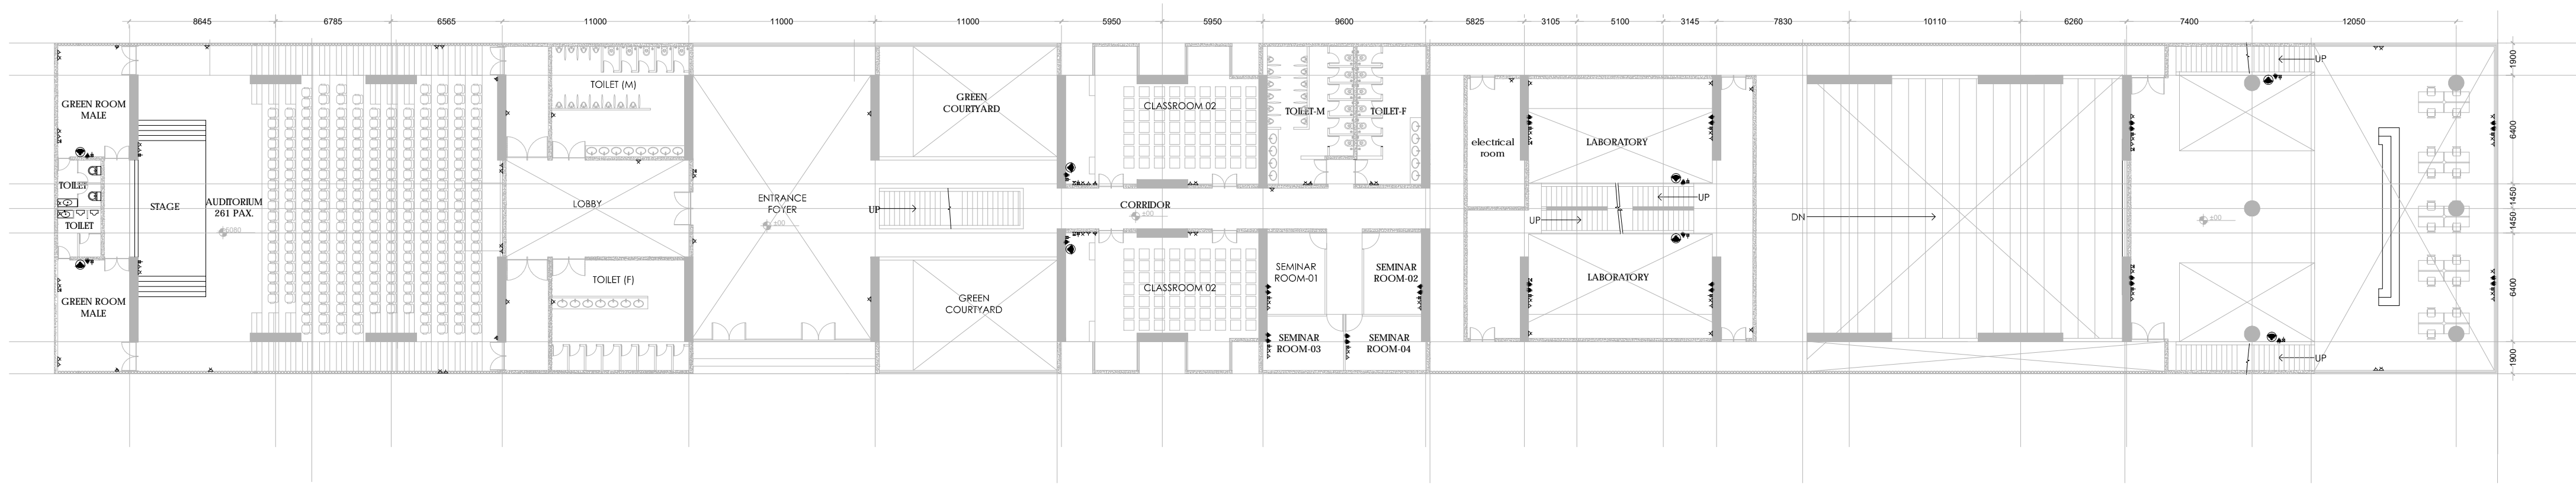 8645 6785 6565 11000 11000 11000 5950 5950 9600 5825 3105 5100 3145 7830 10110 6260 7400 12050
1900
6400
1450
1450
6400
1900
GREEN ROOM
MALE
TOILET
TOILET
GREEN ROOM
MALE
STAGE
AUDITORIUM
261 PAX.
TOILET (M)
LOBBY
TOILET (F)
ENTRANCE
FOYER
±00
GREEN
COURTYARD
UP
GREEN
COURTYARD
CLASSROOM 02
CORRIDOR
±00
CLASSROOM 02
TOILET-M
TOILET-F
SEMINAR
ROOM-01
SEMINAR
ROOM-02
SEMINAR
ROOM-03
SEMINAR
ROOM-04
electrical
room
LABORATORY
UP
UP
LABORATORY
DN
UP
±00
UP